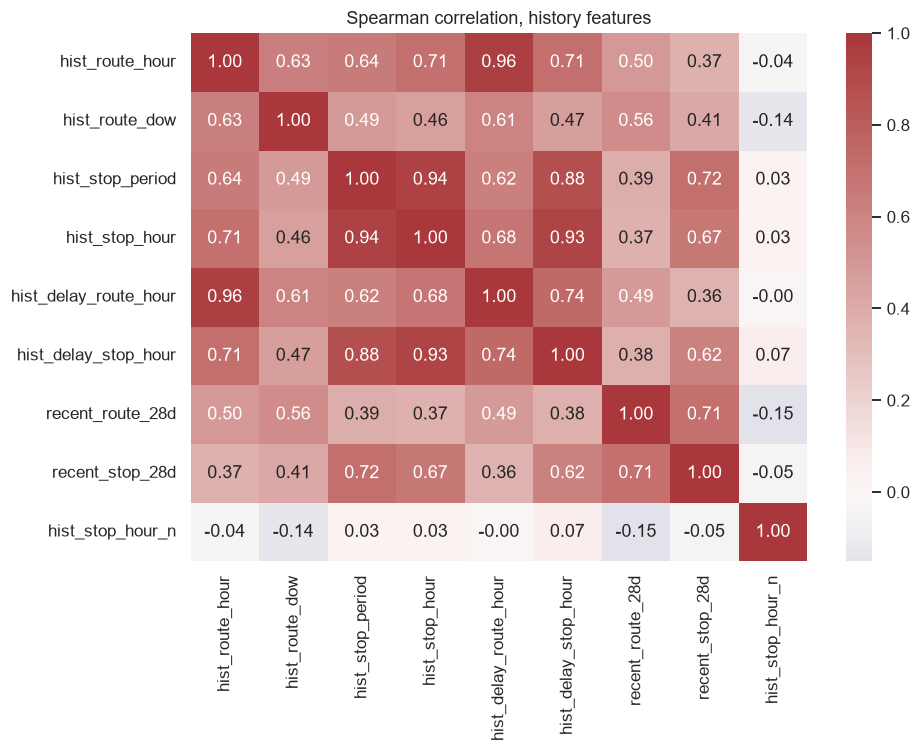 Spearman correlation, history features
hist_route_hour 1.00 0.63 0.64 0.71 0.96 0.71 0.50 0.37 -0.04
hist_route_dow 0.63 1.00 0.49 0.46 0.61 0.47 0.56 0.41 -0.14
hist_stop_period 0.64 0.49 1.00 0.94 0.62 0.88 0.39 0.72 0.03
hist_stop_hour 0.71 0.46 0.94 1.00 0.68 0.93 0.37 0.67 0.03
hist_delay_route_hour 0.96 0.61 0.62 0.68 1.00 0.74 0.49 0.36 -0.00
hist_delay_stop_hour 0.71 0.47 0.88 0.93 0.74 1.00 0.38 0.62 0.07
recent_route_28d 0.50 0.56 0.39 0.37 0.49 0.38 1.00 0.71 -0.15
recent_stop_28d 0.37 0.41 0.72 0.67 0.36 0.62 0.71 1.00 -0.05
hist_stop_hour_n -0.04 -0.14 0.03 0.03 -0.00 0.07 -0.15 -0.05 1.00
hist_route_hour
hist_route_dow
hist_stop_period
hist_stop_hour
hist_delay_route_hour
hist_delay_stop_hour
recent_route_28d
recent_stop_28d
hist_stop_hour_n
1.0
0.8
0.6
0.4
0.2
0.0